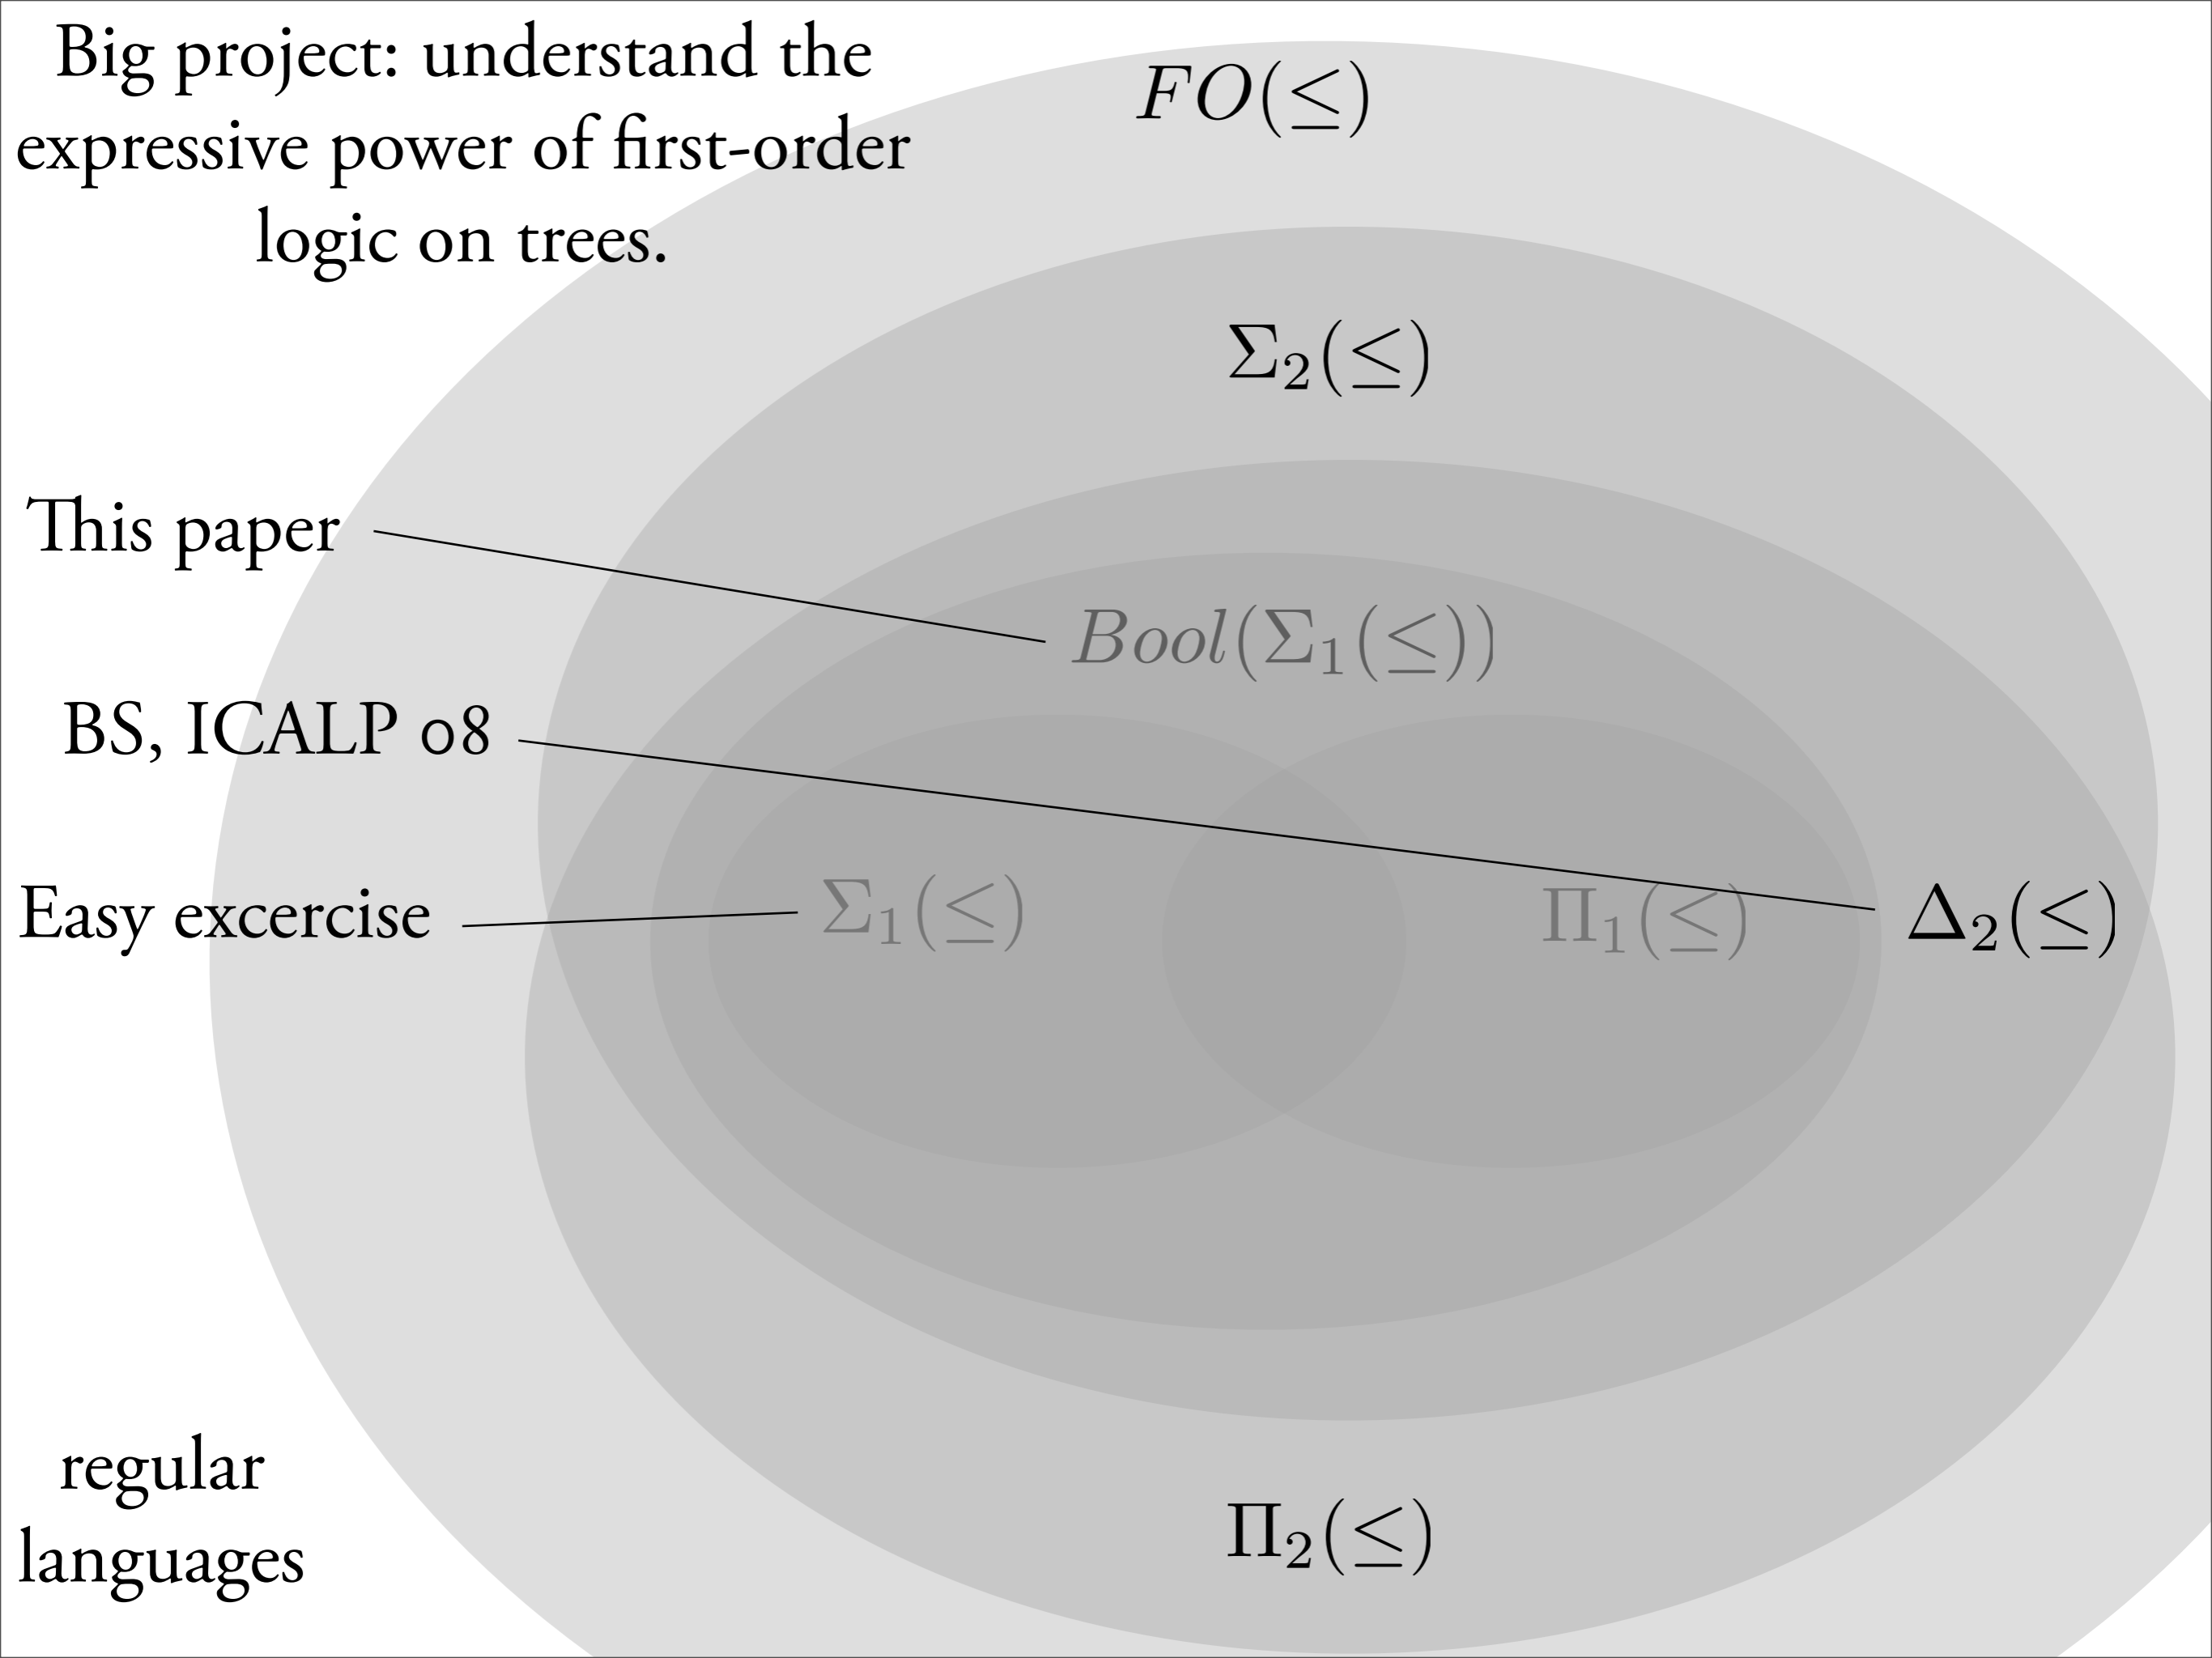 Big project: understand the
expressive power of first-order
logic on trees.
FO(≤)
Σ₂(≤)
This paper
Bool(Σ₁(≤))
BS, ICALP 08
Easy excercise
Σ₁(≤)
Π₁(≤)
Δ₂(≤)
regular
languages
Π₂(≤)